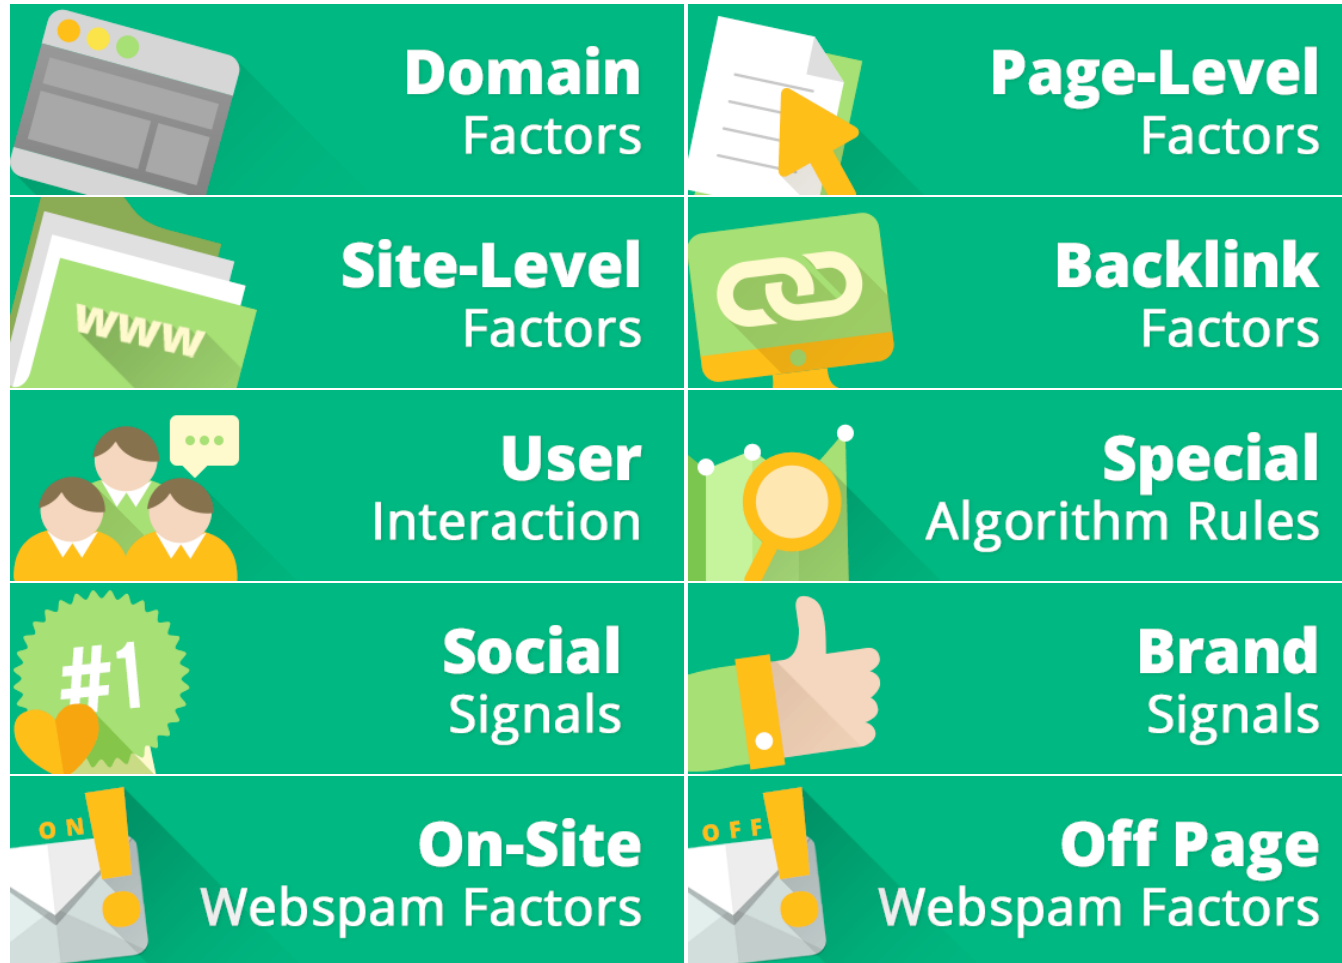 Domain
Factors
Page-Level
Factors
www
Site-Level
Factors
Backlink
Factors
User
Interaction
Special
Algorithm Rules
#1
Social
Signals
Brand
Signals
ON
On-Site
Webspam Factors
OFF
Off Page
Webspam Factors